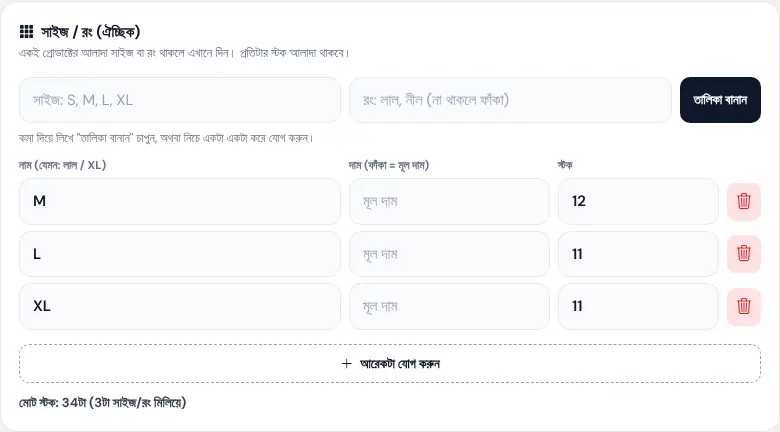 সাইজ / রং (ঐচ্ছিক)
একই প্রোডাক্টের আলাদা সাইজ বা রং থাকলে এখানে দিন। প্রতিটার স্টক আলাদা থাকবে।
সাইজ: S, M, L, XL
রং: লাল, নীল (না থাকলে ফাঁকা)
তালিকা বানান
কমা দিয়ে লিখে "তালিকা বানান" চাপুন, অথবা নিচে একটা একটা করে যোগ করুন।
নাম (যেমন: লাল / XL) দাম (ফাঁকা = মূল দাম) স্টক
M মূল দাম 12
L মূল দাম 11
XL মূল দাম 11
+ আরেকটা যোগ করুন
মোট স্টক: 34টা (3টা সাইজ/রং মিলিয়ে)